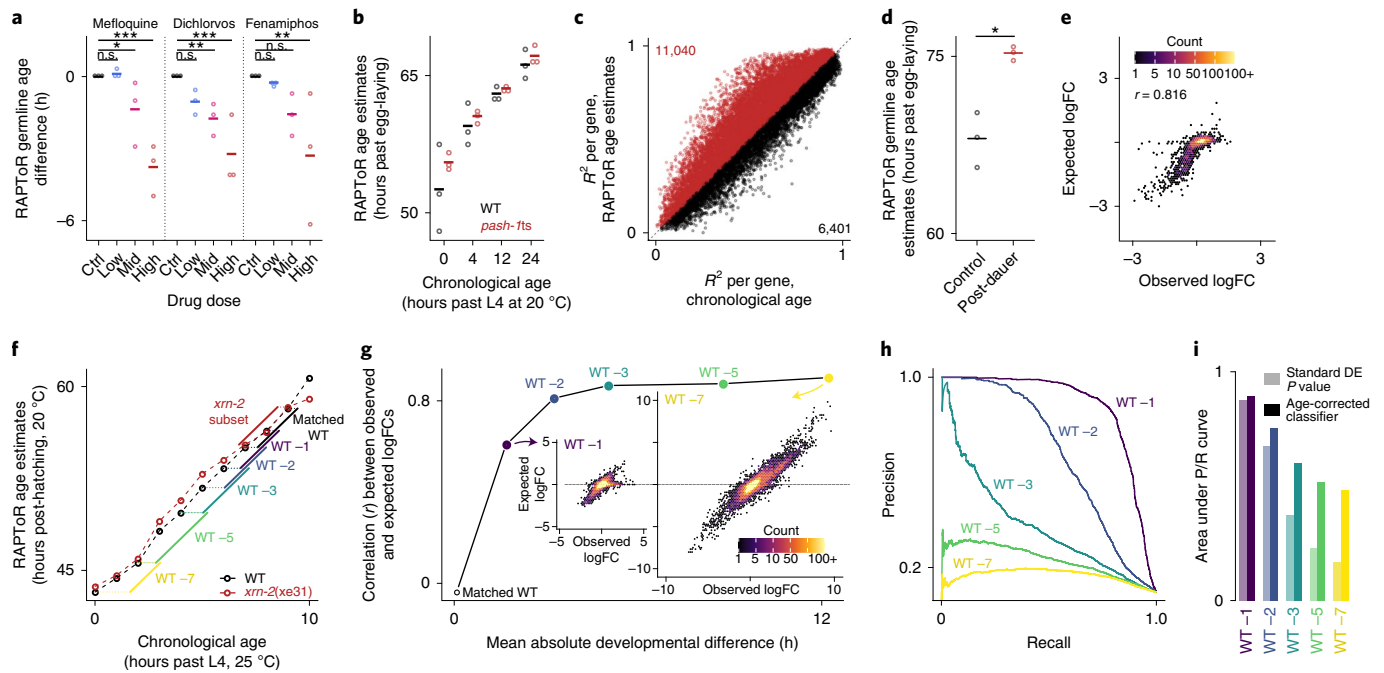 a
Mefloquine
Dichlorvos
Fenamiphos
***
*
n.s.
***
**
n.s.
**
n.s.
n.s.
0
−6
RAPToR germline age
difference (h)
Ctrl
Low
Mid
High
Ctrl
Low
Mid
High
Ctrl
Low
Mid
High
Drug dose
b
65
50
RAPToR age estimates
(hours past egg-laying)
WT
pash-1ts
0 4 12 24
Chronological age
(hours past L4 at 20 °C)
c
1
11,040
0
6,401
R² per gene,
RAPToR age estimates
0 1
R² per gene,
chronological age
d
*
75
60
RAPToR germline age
estimates (hours past egg-laying)
Control
Post-dauer
e
Count
1 5 10 50 100 100+
r = 0.816
3
−3
Expected logFC
−3 3
Observed logFC
f
60
45
RAPToR age estimates
(hours post-hatching, 20 °C)
xrn-2
subset
Matched
WT
WT −1
WT −2
WT −3
WT −5
WT −7
WT
xrn-2(xe31)
0 10
Chronological age
(hours past L4, 25 °C)
g
0.8
0
Correlation (r) between observed
and expected logFCs
Matched WT
WT −1
WT −2
WT −3
WT −5
WT −7
5
−5
Expected
logFC
−5 5
Observed
logFC
10
−10
Count
1 5 10 50 100+
−10 10
Observed logFC
0 12
Mean absolute developmental difference (h)
h
1.0
0.2
Precision
WT −1
WT −2
WT −3
WT −5
WT −7
0 1.0
Recall
i
1
0
Area under P/R curve
Standard DE
P value
Age-corrected
classifier
WT −1
WT −2
WT −3
WT −5
WT −7